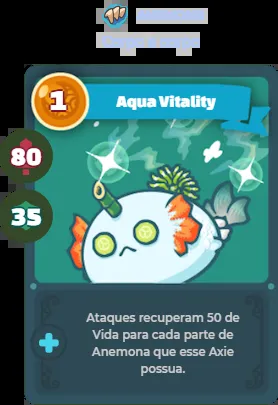 1
Aqua Vitality
80
35
Ataques recuperam 50 de
Vida para cada parte de
Anemona que esse Axie
possua.